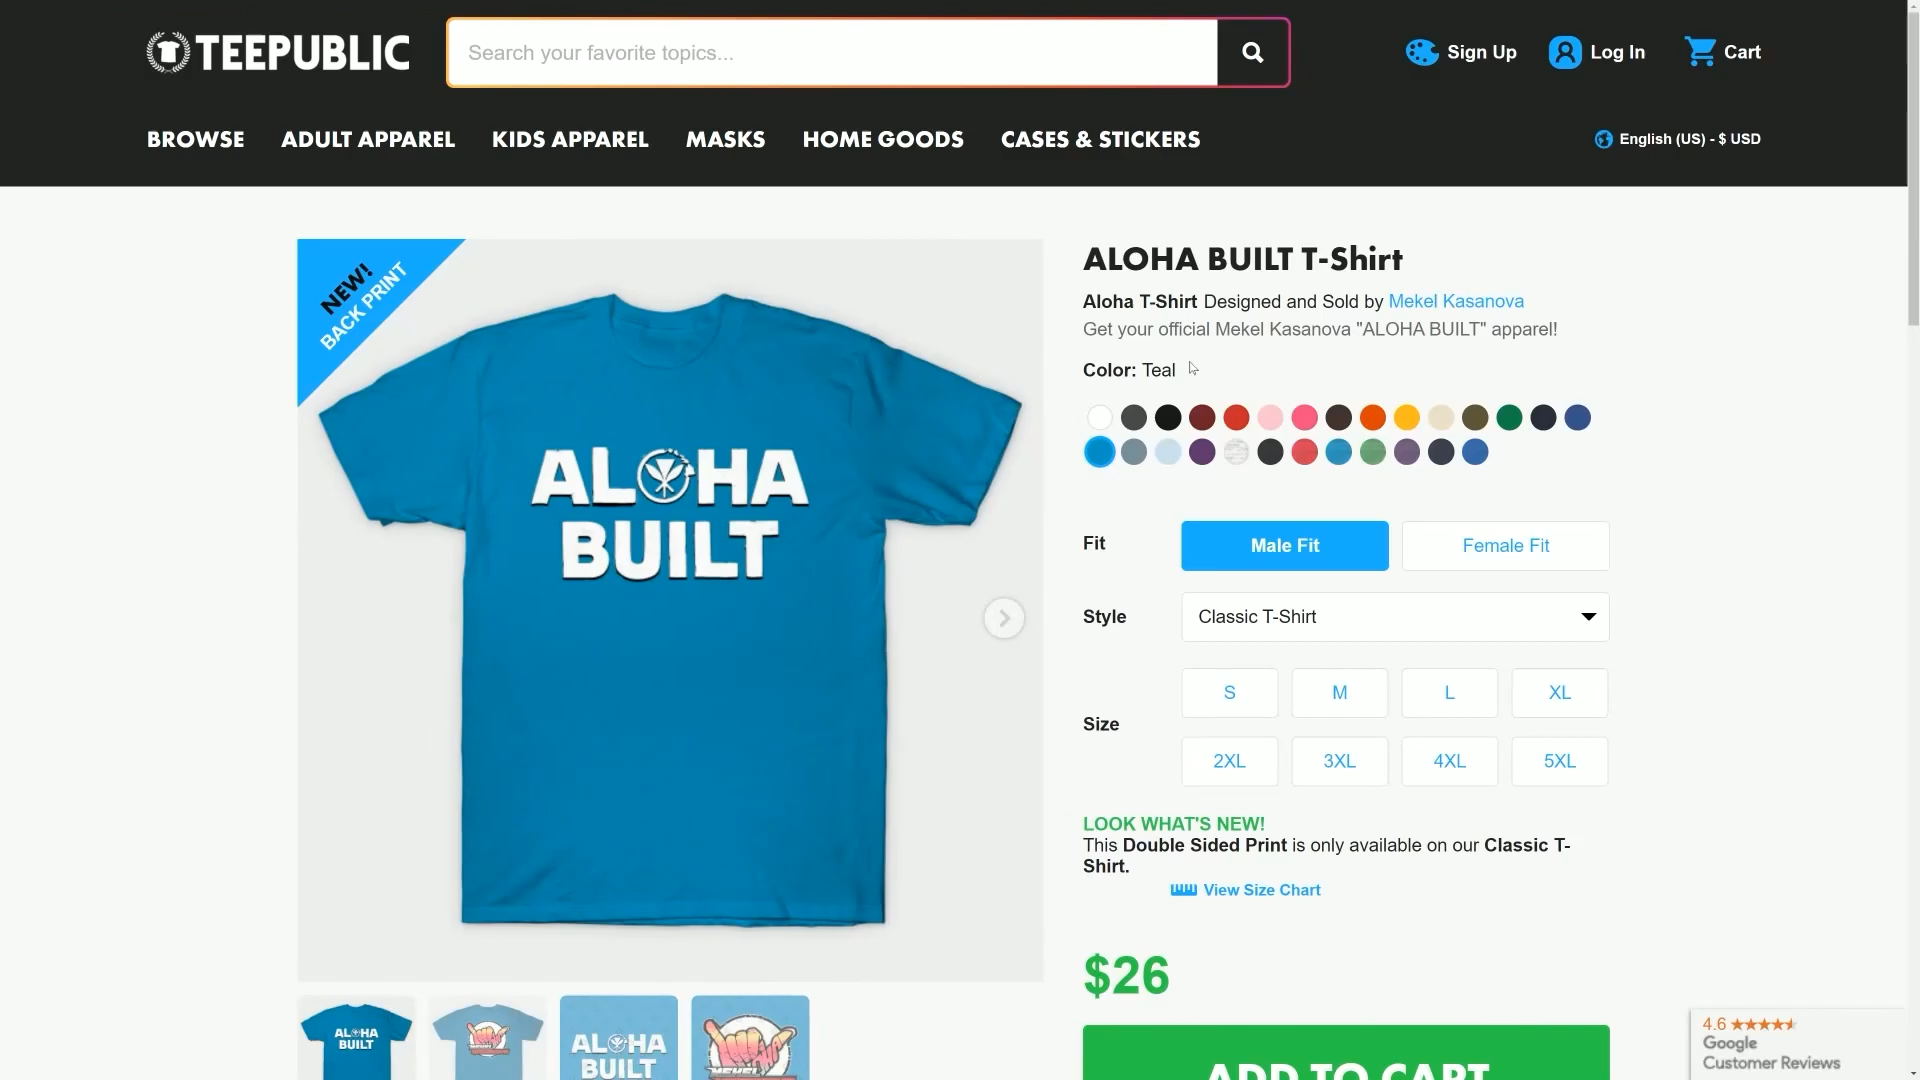 TEEPUBLIC
Search your favorite topics...
Sign Up
Log In
Cart
BROWSE
ADULT APPAREL
KIDS APPAREL
MASKS
HOME GOODS
CASES & STICKERS
English (US) - $ USD
NEW!
BACK PRINT
ALOHA
BUILT
ALOHA BUILT T-Shirt
Aloha T-Shirt Designed and Sold by Mekel Kasanova
Get your official Mekel Kasanova "ALOHA BUILT" apparel!
Color: Teal
Fit
Male Fit
Female Fit
Style
Classic T-Shirt
Size
S
M
L
XL
2XL
3XL
4XL
5XL
LOOK WHAT'S NEW!
This Double Sided Print is only available on our Classic T-
Shirt.
View Size Chart
$26
ADD TO CART
ALOHA
BUILT
ALOHA
BUILT
MEKEL
4.6
Google
Customer Reviews